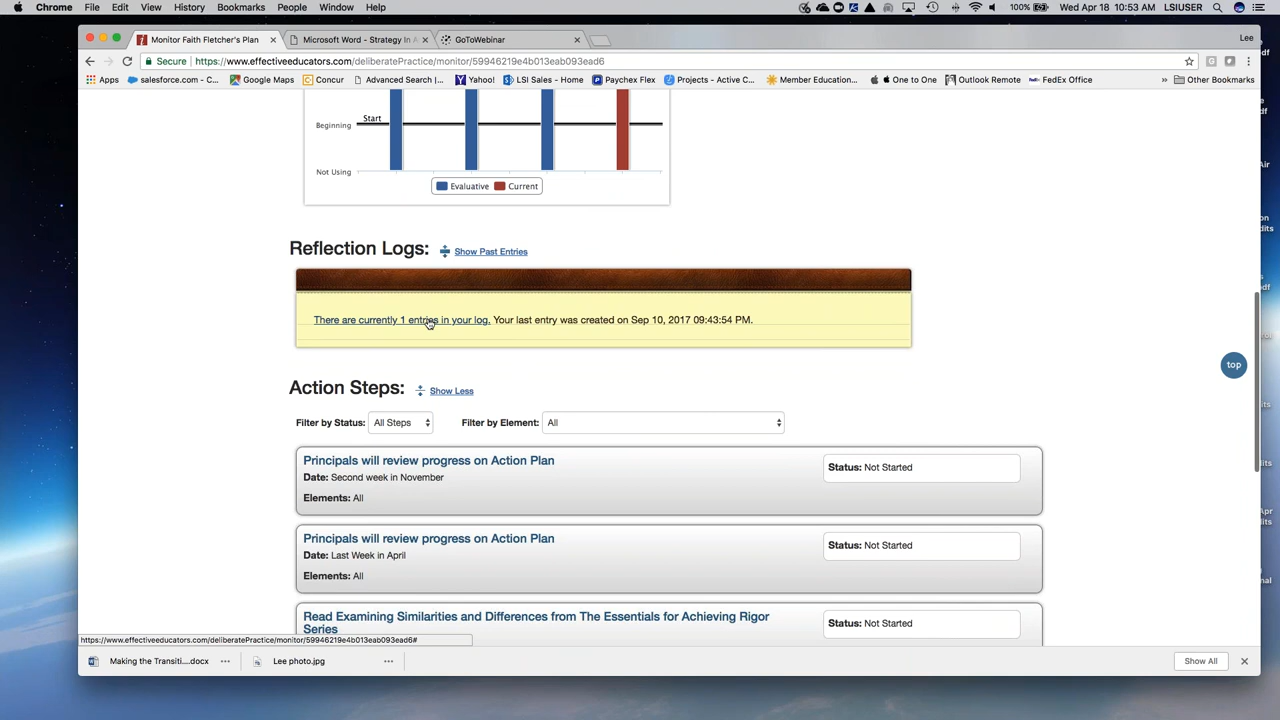 Chrome File Edit View History Bookmarks People Window Help 100% Wed Apr 18 10:53 AM LSIUSER
Monitor Faith Fletcher's Plan Microsoft Word - Strategy In A GoToWebinar Lee
Secure https://www.effectiveeducators.com/deliberatePractice/monitor/59946219e4b013eab093ead6
Apps salesforce.com - C... Google Maps Concur Advanced Search |... Yahoo! LSI Sales - Home Paychex Flex Projects - Active C... Member Education... One to One Outlook Remote FedEx Office » Other Bookmarks
Start
Beginning
Not Using
Evaluative Current
Reflection Logs: Show Past Entries
There are currently 1 entries in your log. Your last entry was created on Sep 10, 2017 09:43:54 PM.
top
Action Steps: Show Less
Filter by Status: All Steps Filter by Element: All
Principals will review progress on Action Plan Status: Not Started
Date: Second week in November
Elements: All
Principals will review progress on Action Plan Status: Not Started
Date: Last Week in April
Elements: All
Read Examining Similarities and Differences from The Essentials for Achieving Rigor Status: Not Started
Series
https://www.effectiveeducators.com/deliberatePractice/monitor/59946219e4b013eab093ead6#
Making the Transiti....docx Lee photo.jpg Show All